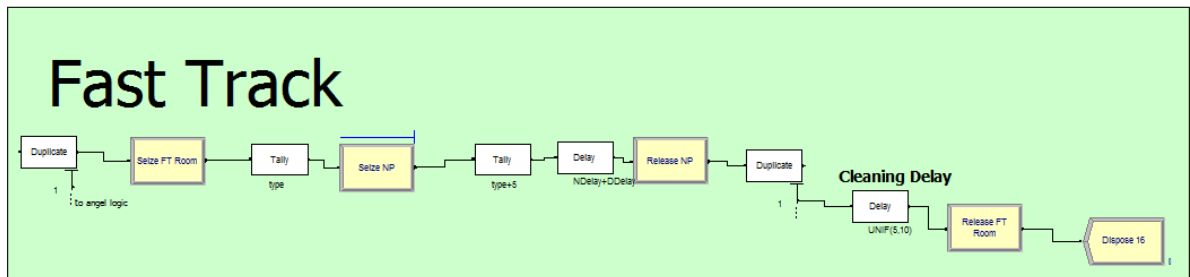 Fast Track
Duplicate
1
to angel logic
Seize FT Room
Tally
type
Seize NP
Tally
type+5
Delay
NDelay+DDelay
Release NP
Duplicate
1
Cleaning Delay
Delay
UNIF(5,10)
Release FT
Room
Dispose 16